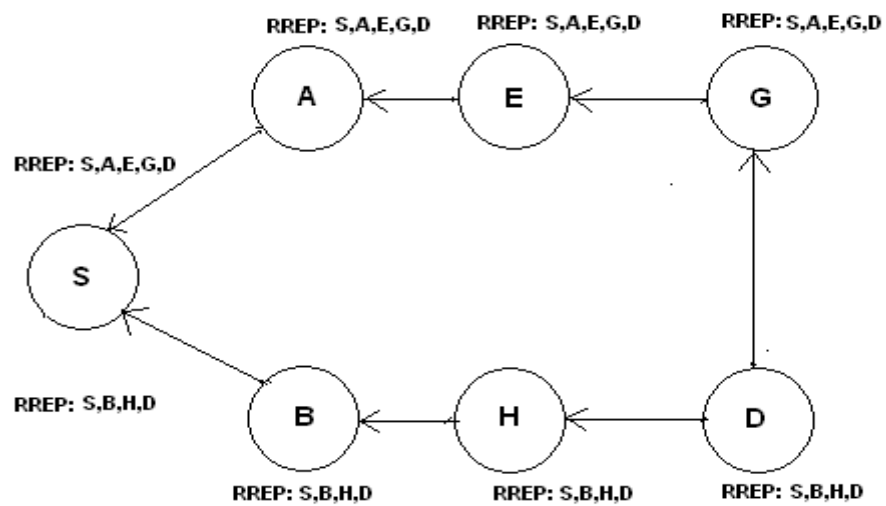 RREP: S,A,E,G,D
RREP: S,A,E,G,D
RREP: S,A,E,G,D
A
E
G
RREP: S,A,E,G,D
S
RREP: S,B,H,D
B
H
D
RREP: S,B,H,D
RREP: S,B,H,D
RREP: S,B,H,D